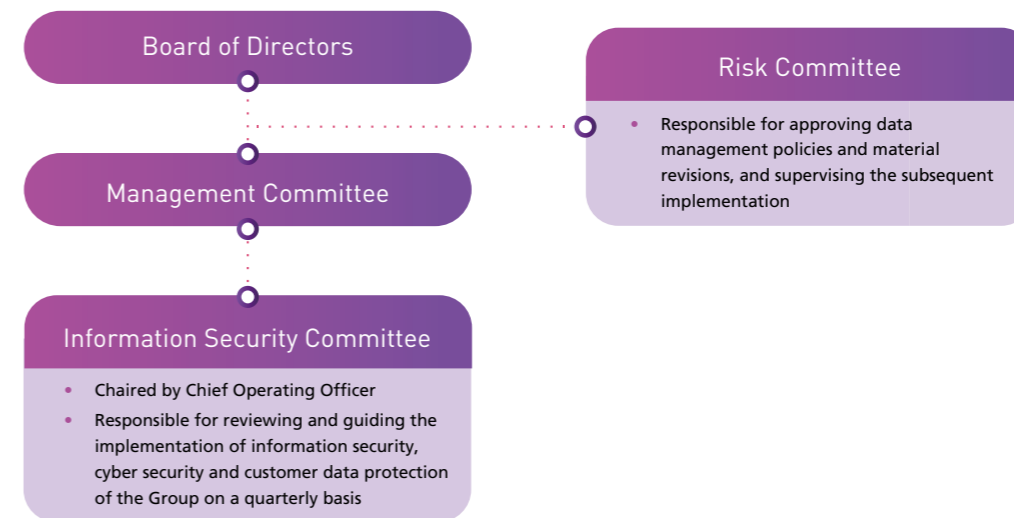 Board of Directors
Risk Committee
• Responsible for approving data
management policies and material
revisions, and supervising the subsequent
implementation
Management Committee
Information Security Committee
• Chaired by Chief Operating Officer
• Responsible for reviewing and guiding the
implementation of information security,
cyber security and customer data protection
of the Group on a quarterly basis